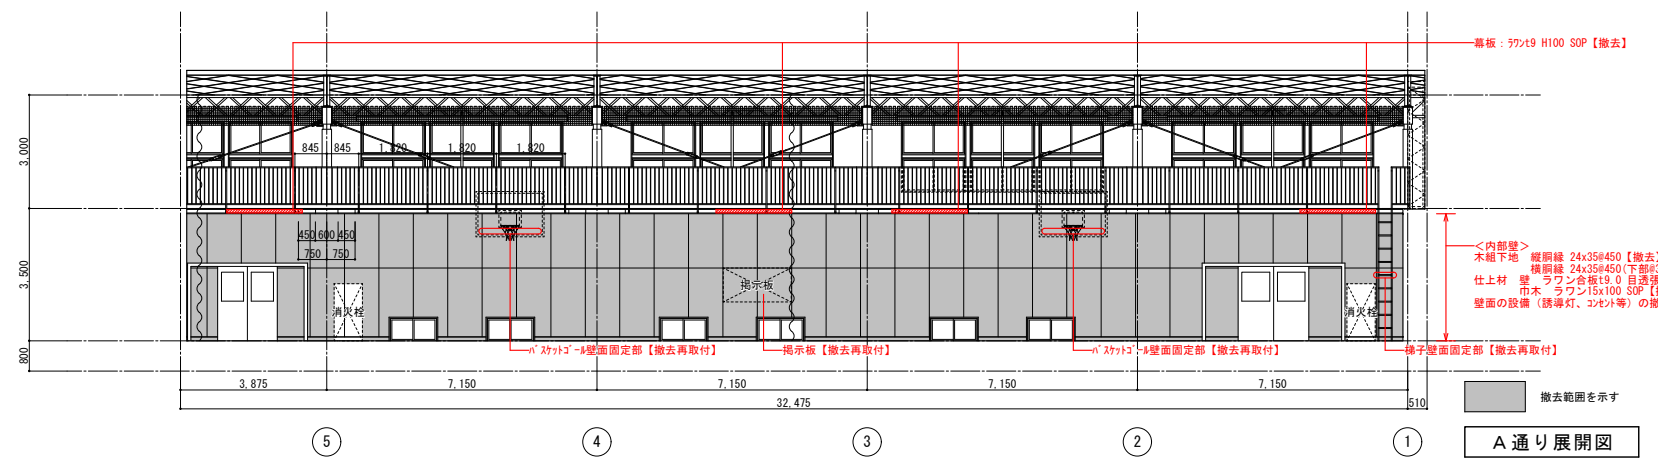 幕板：ﾗﾜﾝt9 H100 SOP【撤去】
3,000
845 845 1,820 1,820 1,820
450 600 450
750 750
3,500
<内部壁>
木組下地 縦胴縁 24x35@450【撤去】
横胴縁 24x35@450(下部@3
仕上材 壁 ラワン合板t9.0 目透張
巾木 ラワン15x100 SOP【
壁面の設備（誘導灯、ｺﾝｾﾝﾄ等）の撤
掲示板
消火栓
消火栓
800
ﾊﾞｽｹｯﾄｺﾞｰﾙ壁面固定部【撤去再取付】
掲示板【撤去再取付】
ﾊﾞｽｹｯﾄｺﾞｰﾙ壁面固定部【撤去再取付】
梯子壁面固定部【撤去再取付】
3,875 7,150 7,150 7,150 7,150
32,475 510
撤去範囲を示す
5 4 3 2 1
A通り展開図